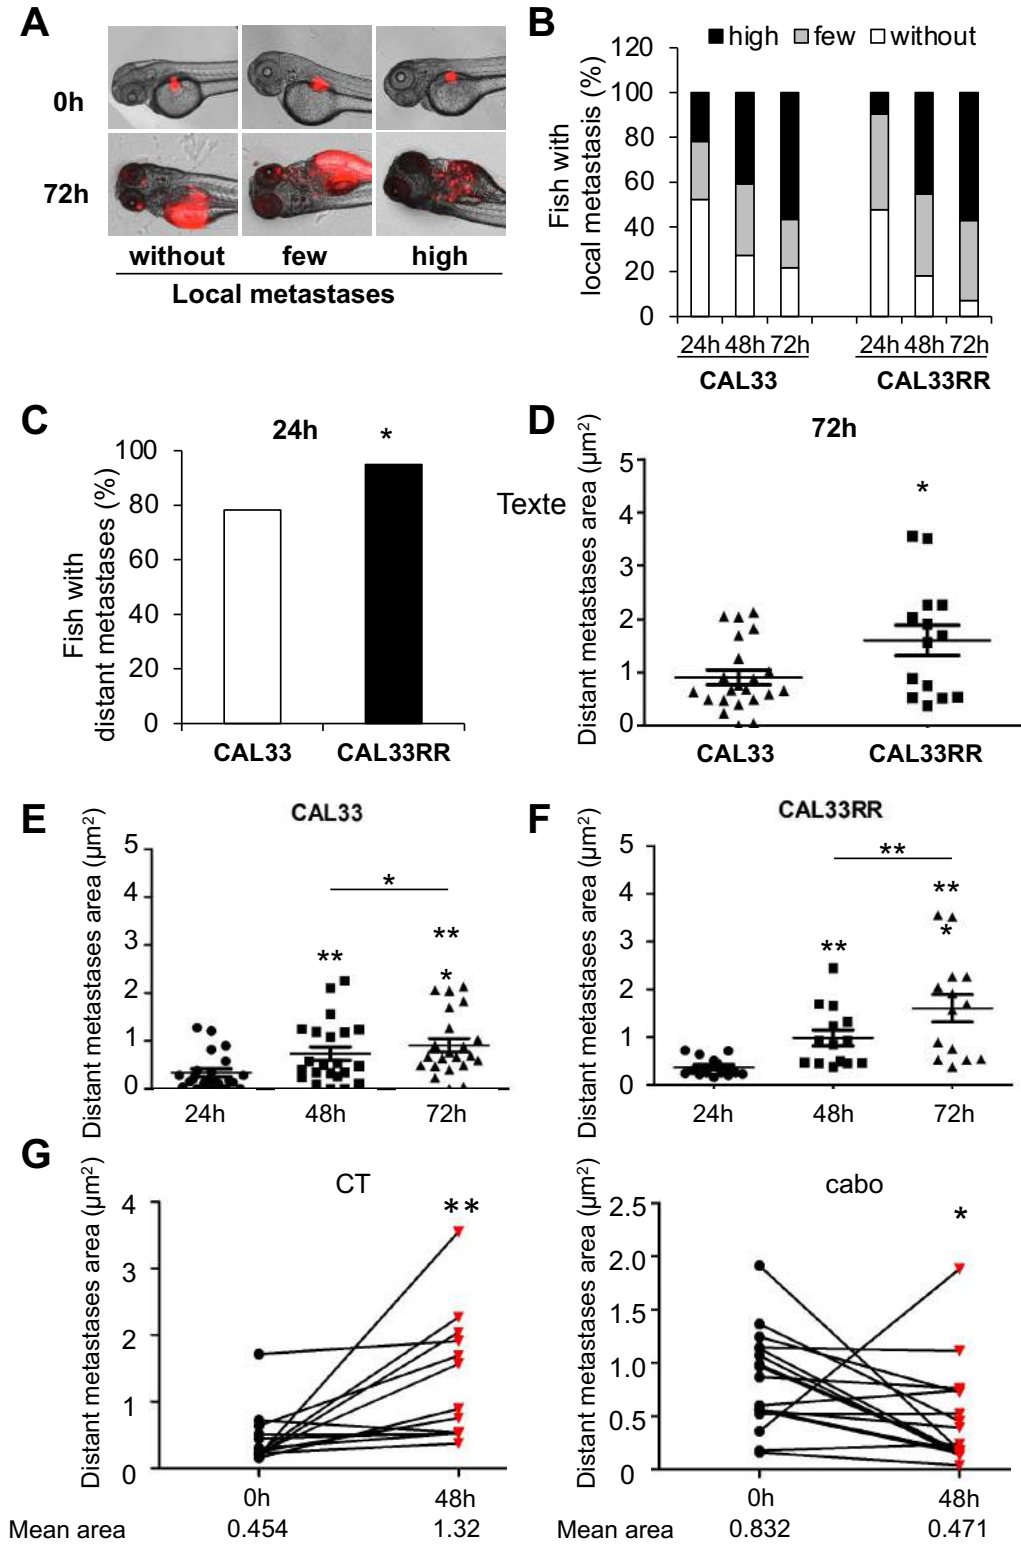 A
0h
72h
without few high
Local metastases
B
high few without
Fish with
local metastasis (%)
120
100
80
60
40
20
0
24h 48h 72h 24h 48h 72h
CAL33 CAL33RR
C
24h
*
Fish with
distant metastases (%)
100
80
60
40
20
0
CAL33 CAL33RR
Texte
D
72h
*
Distant metastases area (µm²)
5
4
3
2
1
0
CAL33 CAL33RR
E
CAL33
Distant metastases area (µm²)
5
4
3
2
1
0
*
**
**
*
24h 48h 72h
F
CAL33RR
Distant metastases area (µm²)
5
4
3
2
1
0
**
**
**
*
24h 48h 72h
G
CT
**
Distant metastases area (µm²)
4
3
2
1
0
0h 48h
Mean area 0.454 1.32
cabo
*
Distant metastases area (µm²)
2.5
2.0
1.5
1.0
0.5
0
0h 48h
Mean area 0.832 0.471